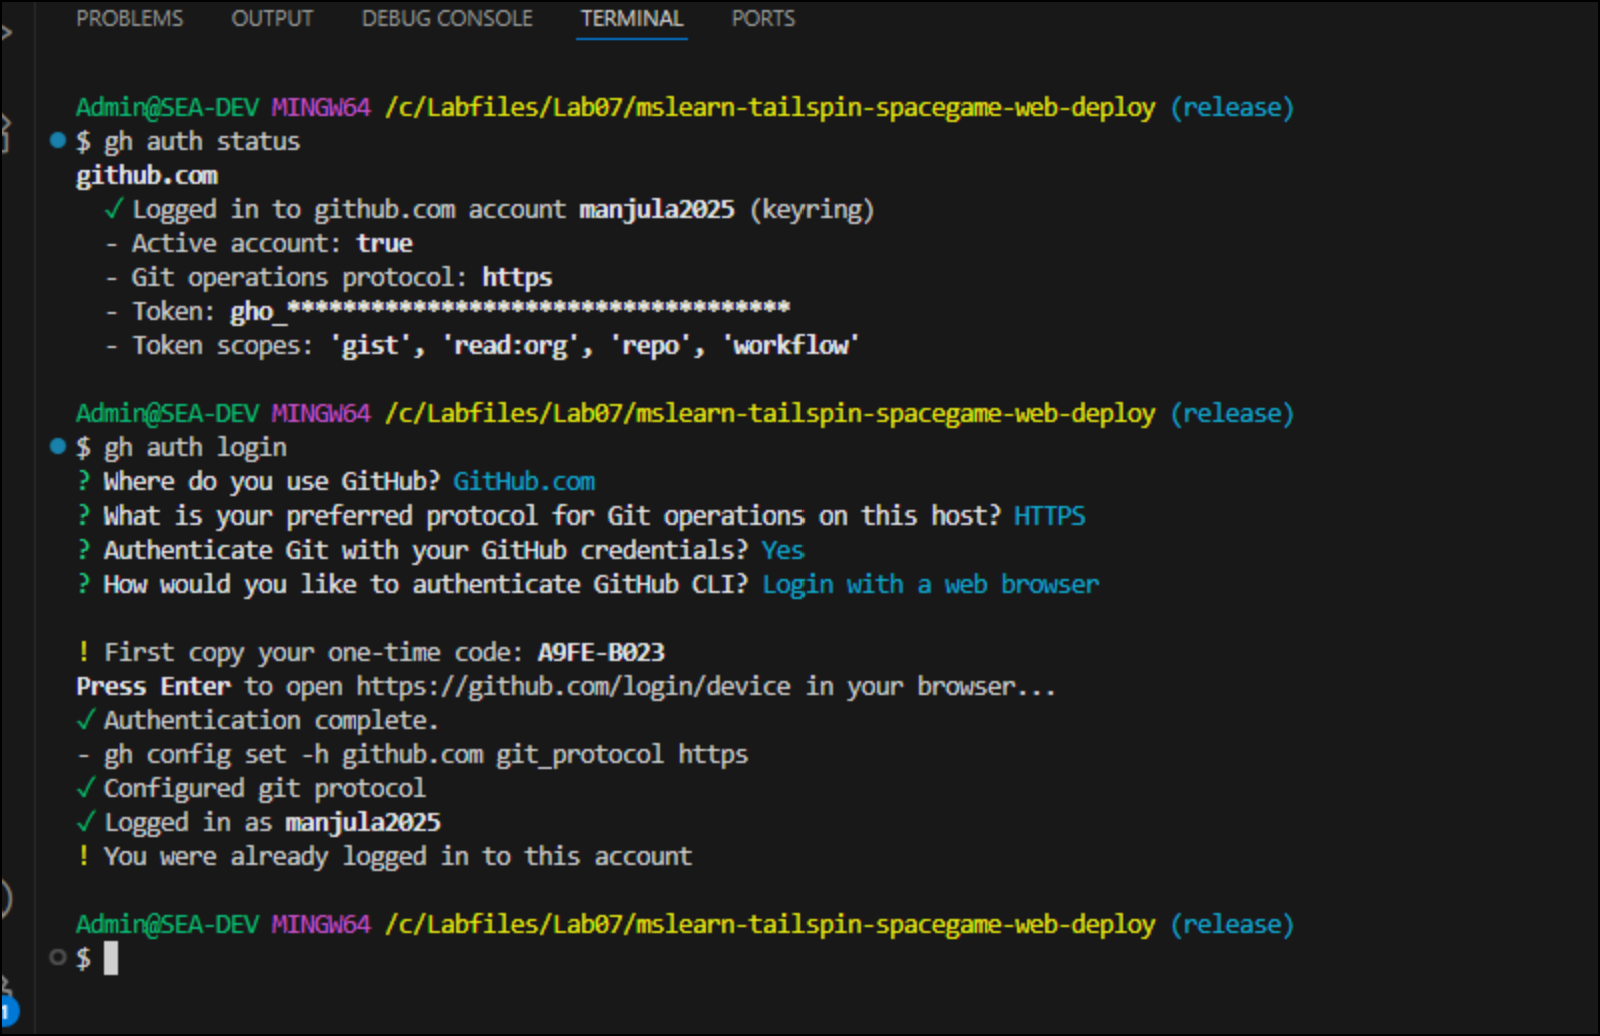 PROBLEMS OUTPUT DEBUG CONSOLE TERMINAL PORTS
Admin@SEA-DEV MINGW64 /c/Labfiles/Lab07/mslearn-tailspin-spacegame-web-deploy (release)
$ gh auth status
github.com
✓ Logged in to github.com account manjula2025 (keyring)
- Active account: true
- Git operations protocol: https
- Token: gho_************************************
- Token scopes: 'gist', 'read:org', 'repo', 'workflow'
Admin@SEA-DEV MINGW64 /c/Labfiles/Lab07/mslearn-tailspin-spacegame-web-deploy (release)
$ gh auth login
? Where do you use GitHub? GitHub.com
? What is your preferred protocol for Git operations on this host? HTTPS
? Authenticate Git with your GitHub credentials? Yes
? How would you like to authenticate GitHub CLI? Login with a web browser
! First copy your one-time code: A9FE-B023
Press Enter to open https://github.com/login/device in your browser...
✓ Authentication complete.
- gh config set -h github.com git_protocol https
✓ Configured git protocol
✓ Logged in as manjula2025
! You were already logged in to this account
Admin@SEA-DEV MINGW64 /c/Labfiles/Lab07/mslearn-tailspin-spacegame-web-deploy (release)
$
1